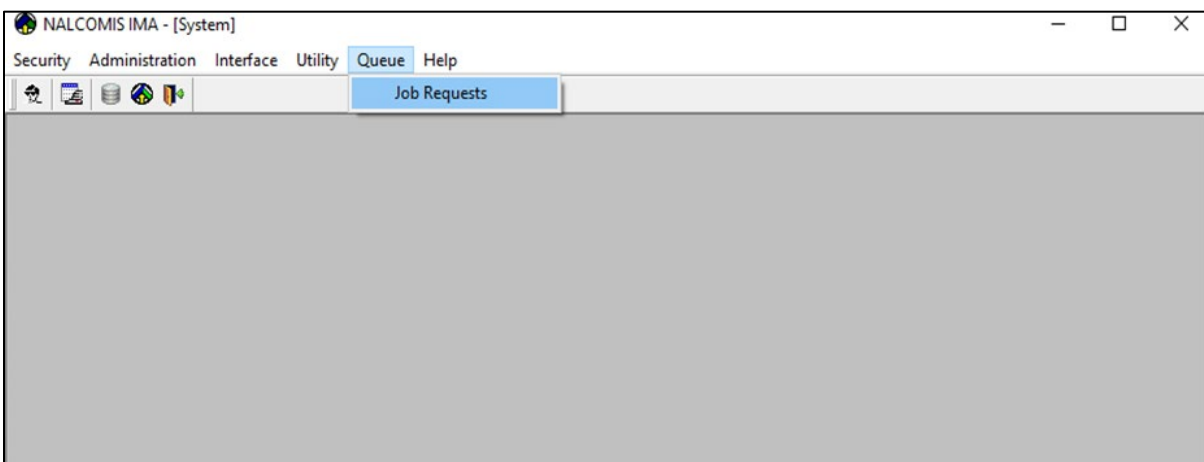 NALCOMIS IMA - [System]
Security Administration Interface Utility Queue Help
Job Requests